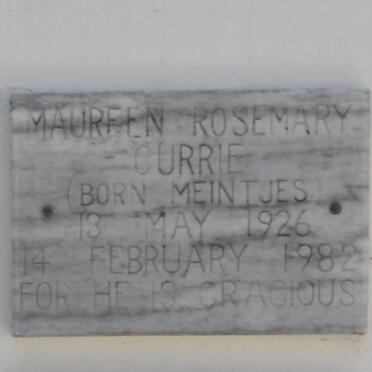 MAUREEN ROSEMARY
CURRIE
(BORN MEINTJES)
13 MAY 1926
14 FEBRUARY 1982
FOR HE IS GRACIOUS